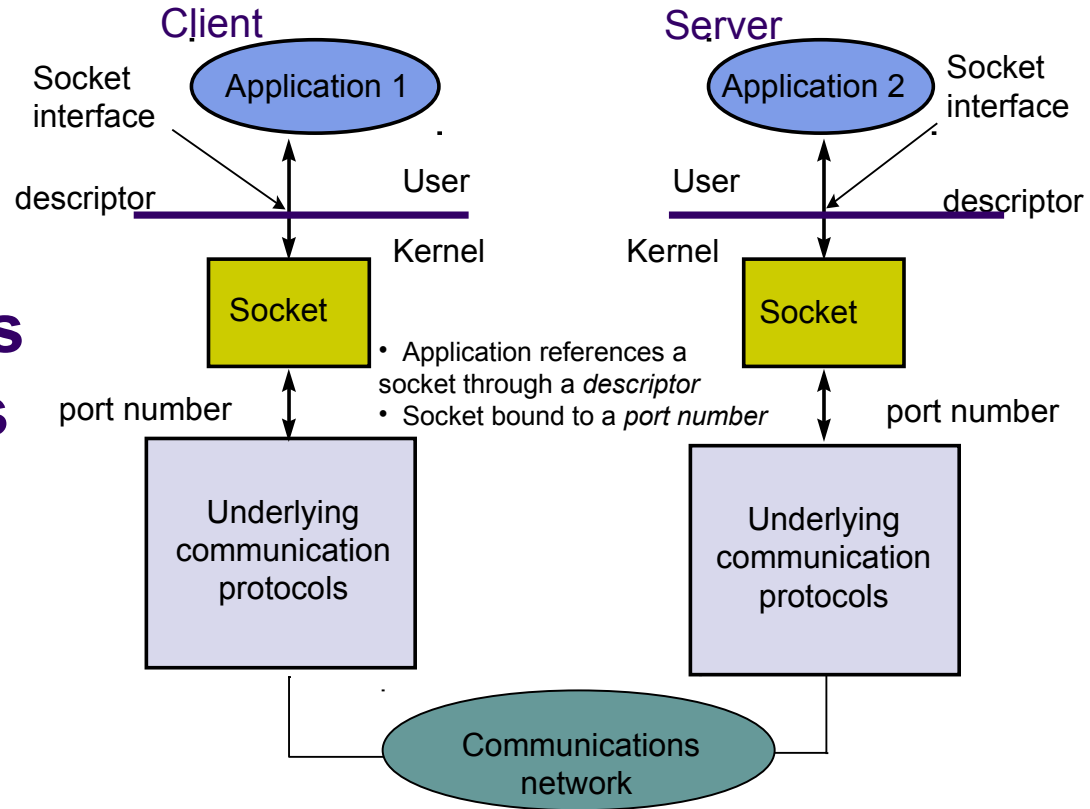 Client
Server
Socket
interface
Application 1
Application 2
Socket
interface
descriptor
User
User
descriptor
Kernel
Kernel
Socket
Socket
s
s
• Application references a
socket through a descriptor
• Socket bound to a port number
port number
port number
Underlying
communication
protocols
Underlying
communication
protocols
Communications
network